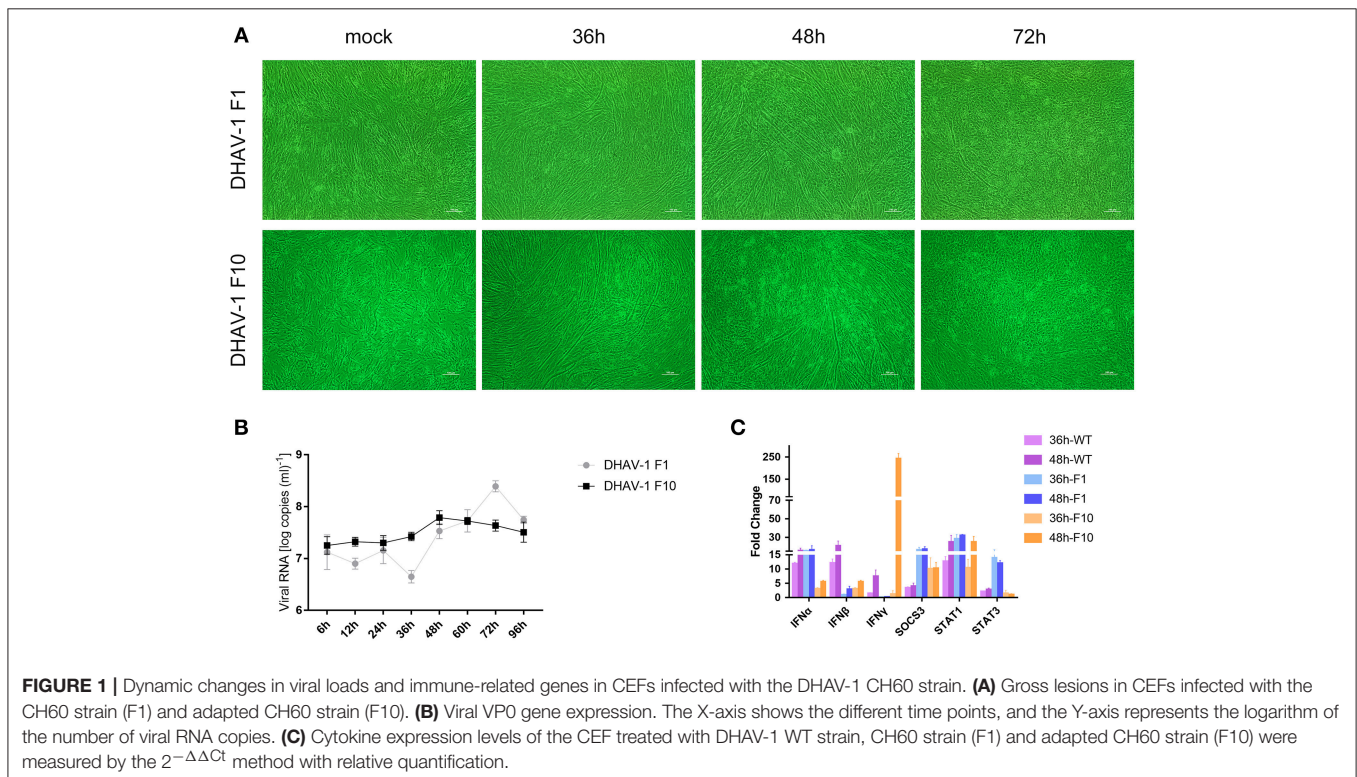 A
mock
36h
48h
72h
DHAV-1 F1
DHAV-1 F10
B
Viral RNA [log copies (ml)⁻¹]
9
8
7
6
6h
12h
24h
36h
48h
60h
72h
96h
DHAV-1 F1
DHAV-1 F10
C
Fold Change
250
150
70
50
30
15
10
5
0
IFNα
IFNβ
IFNγ
SOCS3
STAT1
STAT3
36h-WT
48h-WT
36h-F1
48h-F1
36h-F10
48h-F10
FIGURE 1 | Dynamic changes in viral loads and immune-related genes in CEFs infected with the DHAV-1 CH60 strain. (A) Gross lesions in CEFs infected with the
CH60 strain (F1) and adapted CH60 strain (F10). (B) Viral VP0 gene expression. The X-axis shows the different time points, and the Y-axis represents the logarithm of
the number of viral RNA copies. (C) Cytokine expression levels of the CEF treated with DHAV-1 WT strain, CH60 strain (F1) and adapted CH60 strain (F10) were
measured by the 2^−ΔΔCt method with relative quantification.